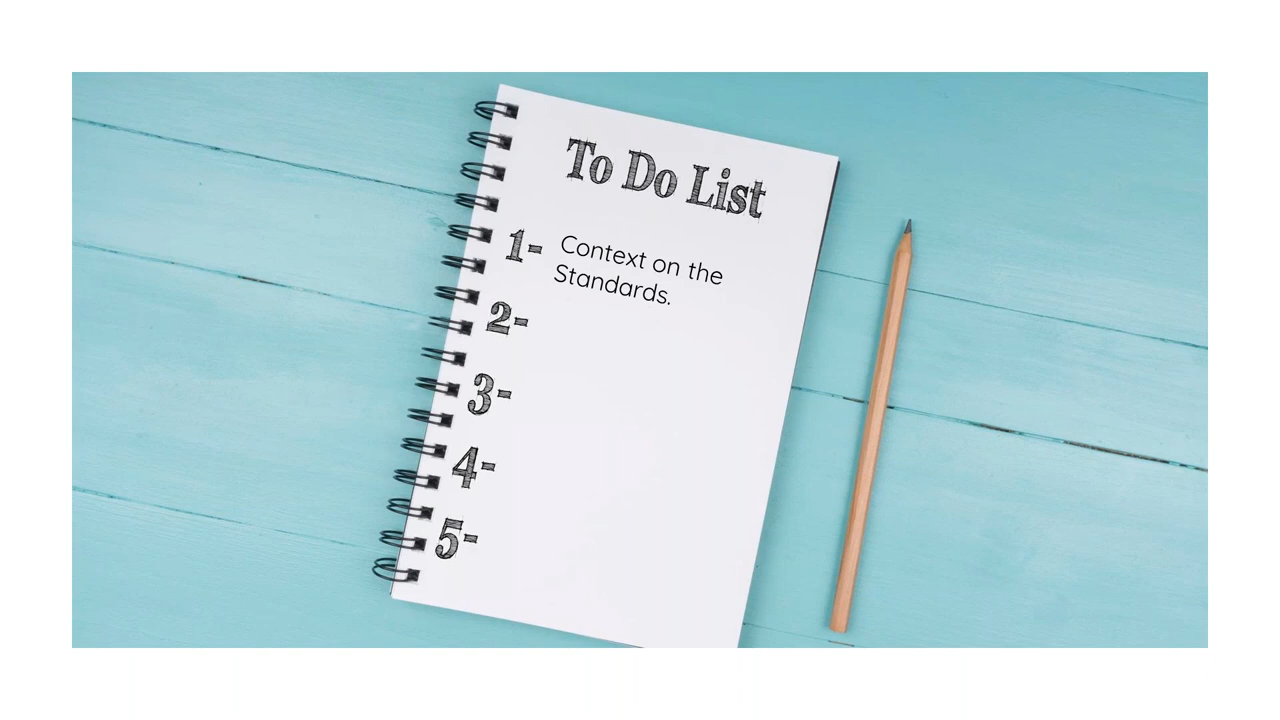 To Do List
1- Context on the
Standards.
2-
3-
4-
5-